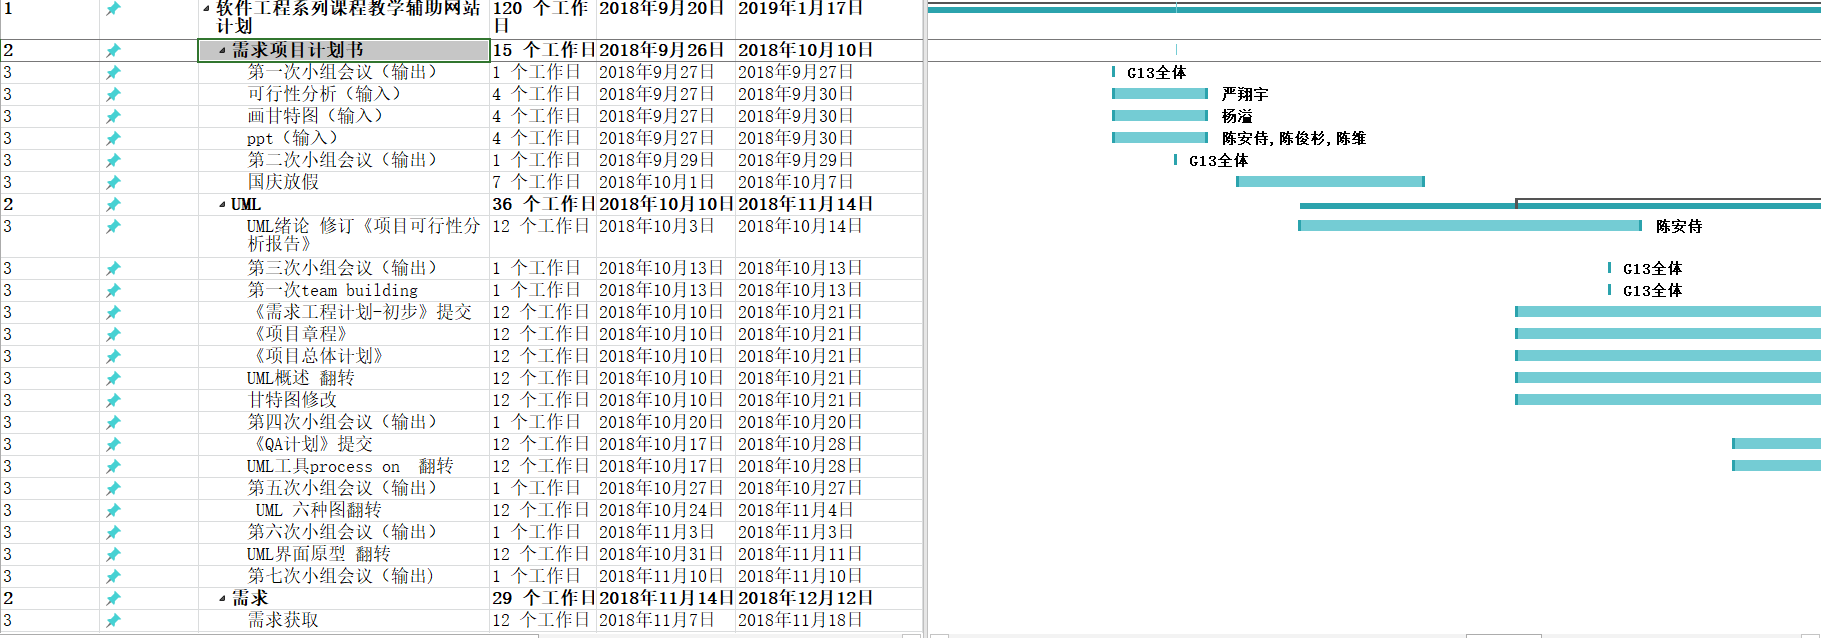 1 软件工程系列课程教学辅助网站 120 个工作 2018年9月20日 2019年1月17日
计划 日
2 需求项目计划书 15 个工作日 2018年9月26日 2018年10月10日
3 第一次小组会议（输出） 1 个工作日 2018年9月27日 2018年9月27日 G13全体
3 可行性分析（输入） 4 个工作日 2018年9月27日 2018年9月30日 严翔宇
3 画甘特图（输入） 4 个工作日 2018年9月27日 2018年9月30日 杨溢
3 ppt（输入） 4 个工作日 2018年9月27日 2018年9月30日 陈安侍,陈俊杉,陈维
3 第二次小组会议（输出） 1 个工作日 2018年9月29日 2018年9月29日 G13全体
3 国庆放假 7 个工作日 2018年10月1日 2018年10月7日
2 UML 36 个工作日 2018年10月10日 2018年11月14日
3 UML绪论 修订《项目可行性分 12 个工作日 2018年10月3日 2018年10月14日 陈安侍
析报告》
3 第三次小组会议（输出） 1 个工作日 2018年10月13日 2018年10月13日 G13全体
3 第一次team building 1 个工作日 2018年10月13日 2018年10月13日 G13全体
3 《需求工程计划-初步》提交 12 个工作日 2018年10月10日 2018年10月21日
3 《项目章程》 12 个工作日 2018年10月10日 2018年10月21日
3 《项目总体计划》 12 个工作日 2018年10月10日 2018年10月21日
3 UML概述 翻转 12 个工作日 2018年10月10日 2018年10月21日
3 甘特图修改 12 个工作日 2018年10月10日 2018年10月21日
3 第四次小组会议（输出） 1 个工作日 2018年10月20日 2018年10月20日
3 《QA计划》提交 12 个工作日 2018年10月17日 2018年10月28日
3 UML工具process on 翻转 12 个工作日 2018年10月17日 2018年10月28日
3 第五次小组会议（输出） 1 个工作日 2018年10月27日 2018年10月27日
3 UML 六种图翻转 12 个工作日 2018年10月24日 2018年11月4日
3 第六次小组会议（输出） 1 个工作日 2018年11月3日 2018年11月3日
3 UML界面原型 翻转 12 个工作日 2018年10月31日 2018年11月11日
3 第七次小组会议（输出) 1 个工作日 2018年11月10日 2018年11月10日
2 需求 29 个工作日 2018年11月14日 2018年12月12日
3 需求获取 12 个工作日 2018年11月7日 2018年11月18日